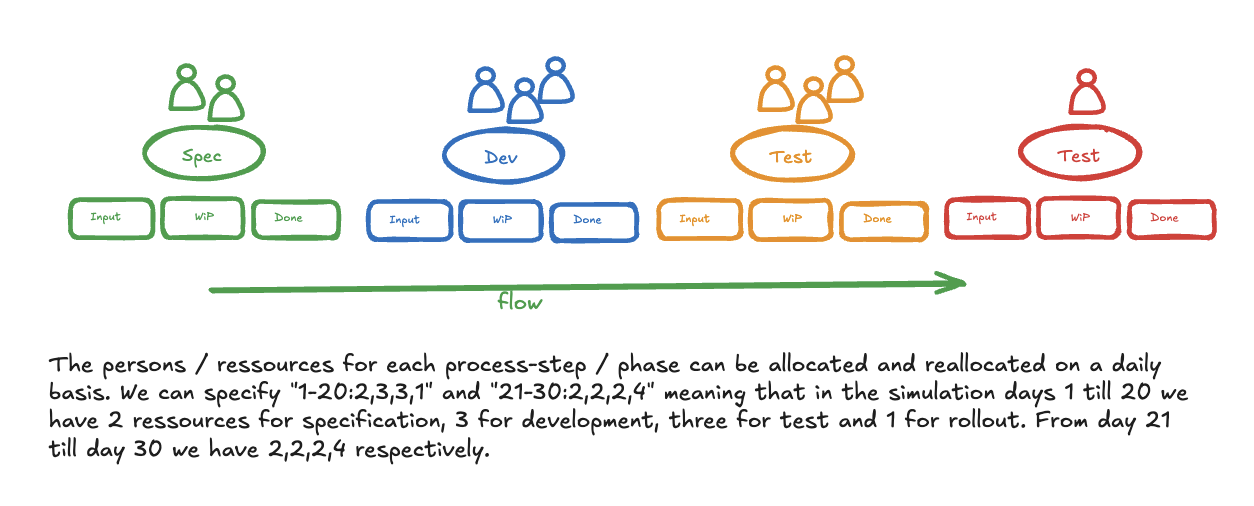 Spec
Dev
Test
Test
Input
WiP
Done
Input
WiP
Done
Input
WiP
Done
Input
WiP
Done
flow
The persons / ressources for each process-step / phase can be allocated and reallocated on a daily
basis. We can specify "1-20:2,3,3,1" and "21-30:2,2,2,4" meaning that in the simulation days 1 till 20 we
have 2 ressources for specification, 3 for development, three for test and 1 for rollout. From day 21
till day 30 we have 2,2,2,4 respectively.